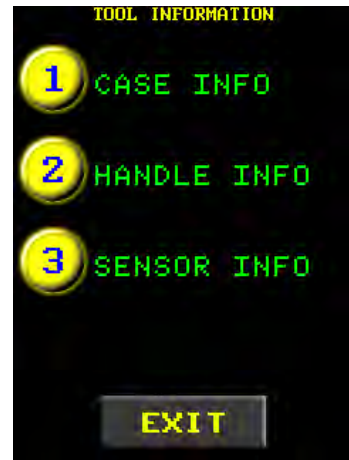 TOOL INFORMATION
1 CASE INFO
2 HANDLE INFO
3 SENSOR INFO
EXIT